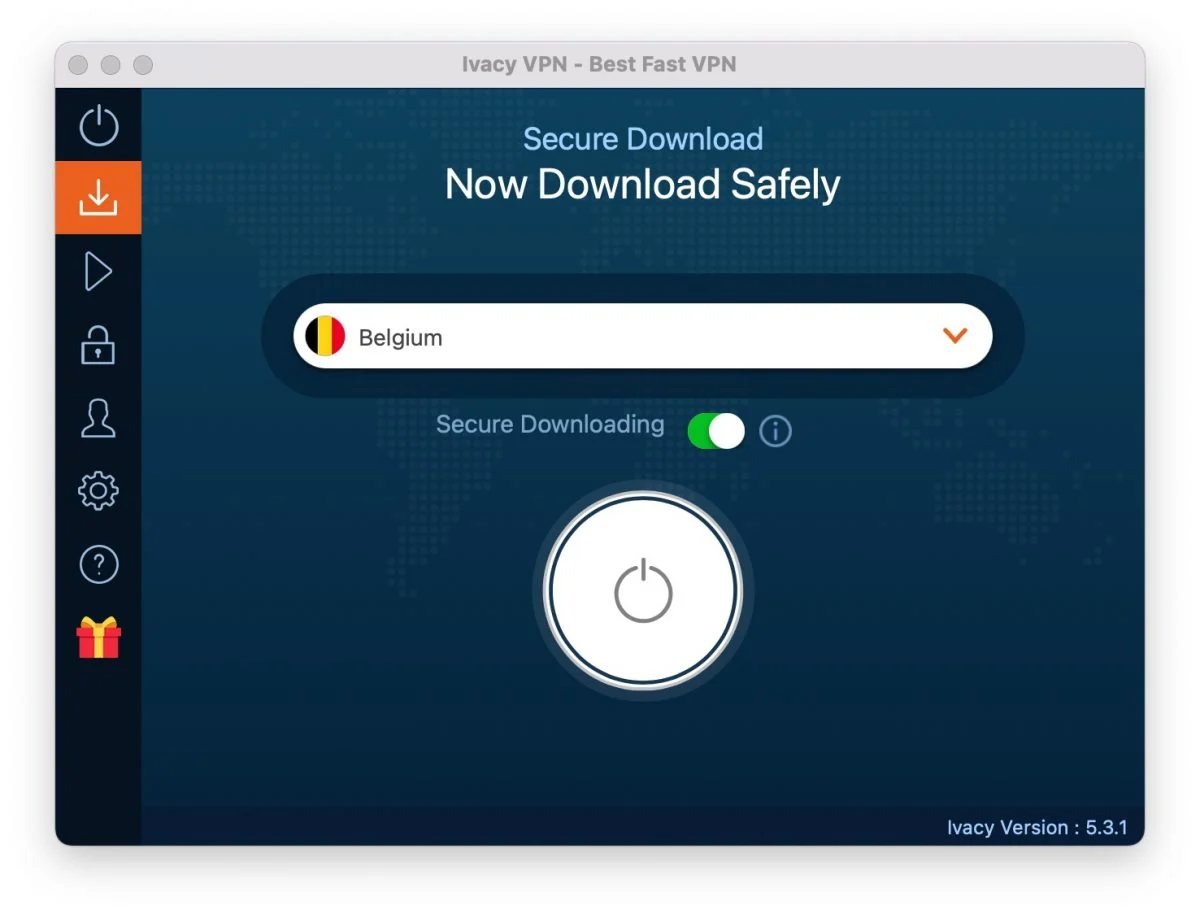 Ivacy VPN - Best Fast VPN
Secure Download
Now Download Safely
Belgium
Secure Downloading
Ivacy Version : 5.3.1